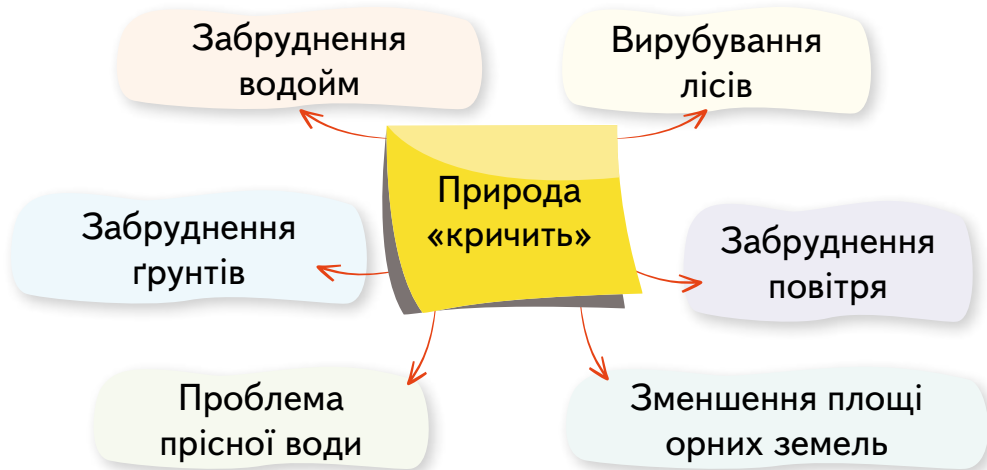 Забруднення
водойм
Вирубування
лісів
Природа
«кричить»
Забруднення
ґрунтів
Забруднення
повітря
Проблема
прісної води
Зменшення площі
орних земель